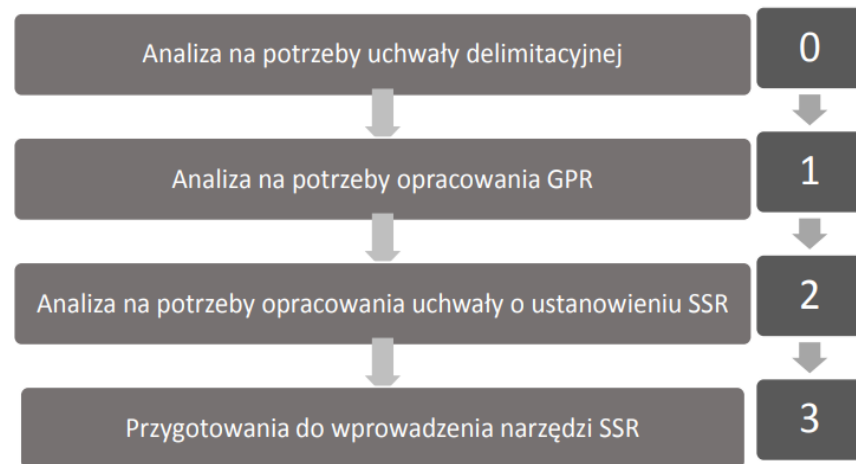 Analiza na potrzeby uchwały delimitacyjnej
0
Analiza na potrzeby opracowania GPR
1
Analiza na potrzeby opracowania uchwały o ustanowieniu SSR
2
Przygotowania do wprowadzenia narzędzi SSR
3